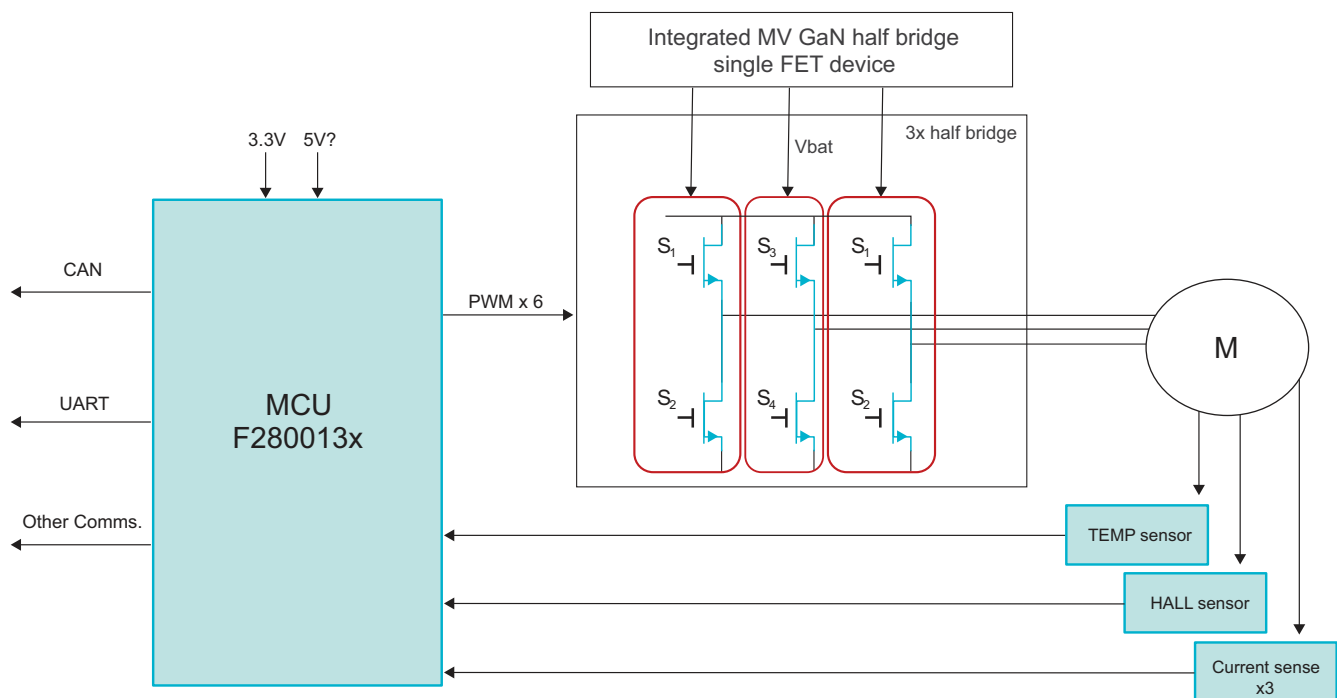 Integrated MV GaN half bridge
single FET device
3x half bridge
3.3V 5V?
Vbat
S1 S3 S1
CAN
PWM x 6
M
S2 S4 S2
UART
MCU
F280013x
Other Comms.
TEMP sensor
HALL sensor
Current sense
x3